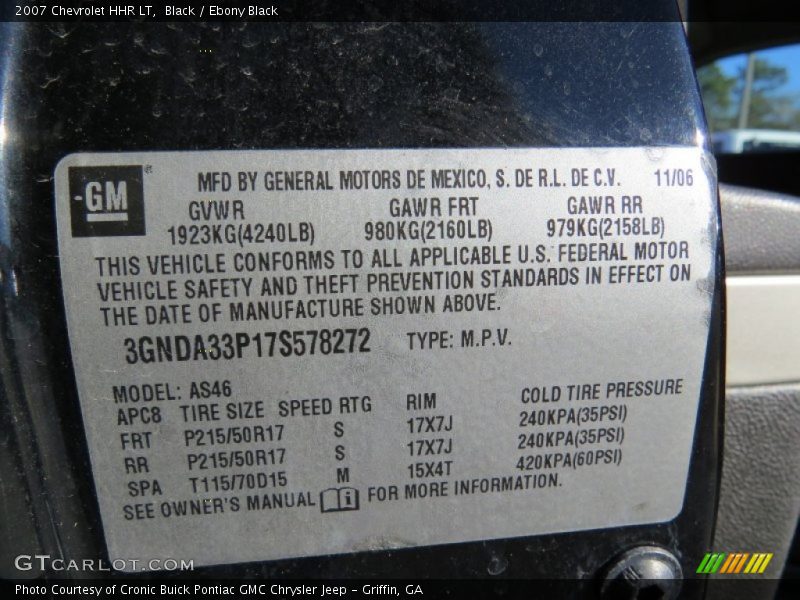 2007 Chevrolet HHR LT, Black / Ebony Black
GM MFD BY GENERAL MOTORS DE MEXICO, S. DE R.L. DE C.V. 11/06
GVWR GAWR FRT GAWR RR
1923KG(4240LB) 980KG(2160LB) 979KG(2158LB)
THIS VEHICLE CONFORMS TO ALL APPLICABLE U.S. FEDERAL MOTOR
VEHICLE SAFETY AND THEFT PREVENTION STANDARDS IN EFFECT ON
THE DATE OF MANUFACTURE SHOWN ABOVE.
3GNDA33P17S578272 TYPE: M.P.V.
MODEL: AS46
APC8 TIRE SIZE SPEED RTG RIM COLD TIRE PRESSURE
FRT P215/50R17 S 17X7J 240KPA(35PSI)
RR P215/50R17 S 17X7J 240KPA(35PSI)
SPA T115/70D15 M 15X4T 420KPA(60PSI)
SEE OWNER'S MANUAL i FOR MORE INFORMATION.
GTCARLOT.COM
Photo Courtesy of Cronic Buick Pontiac GMC Chrysler Jeep - Griffin, GA